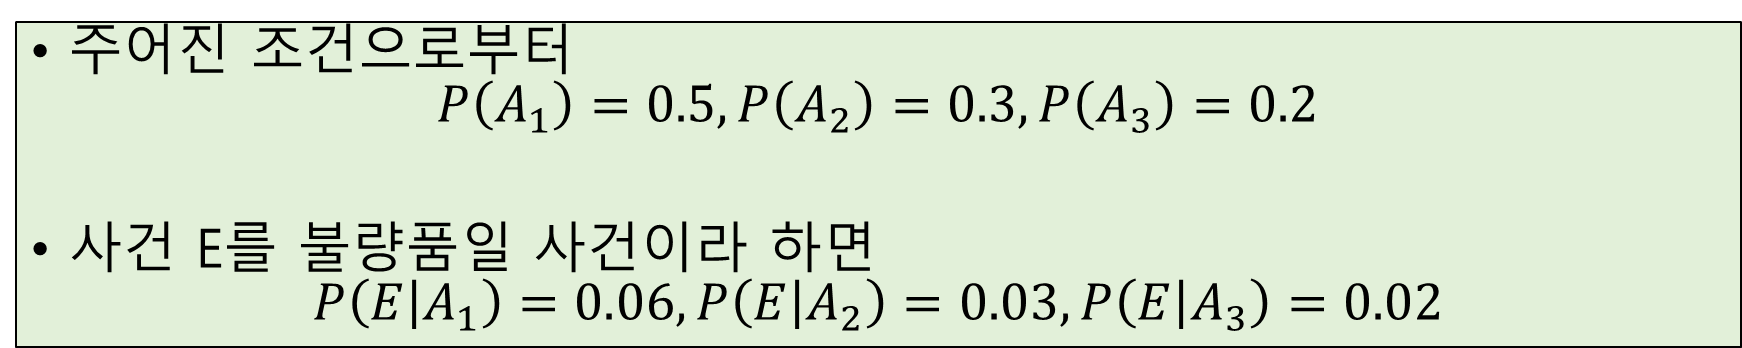 • 주어진 조건으로부터
P(A₁) = 0.5, P(A₂) = 0.3, P(A₃) = 0.2
• 사건 E를 불량품일 사건이라 하면
P(E|A₁) = 0.06, P(E|A₂) = 0.03, P(E|A₃) = 0.02